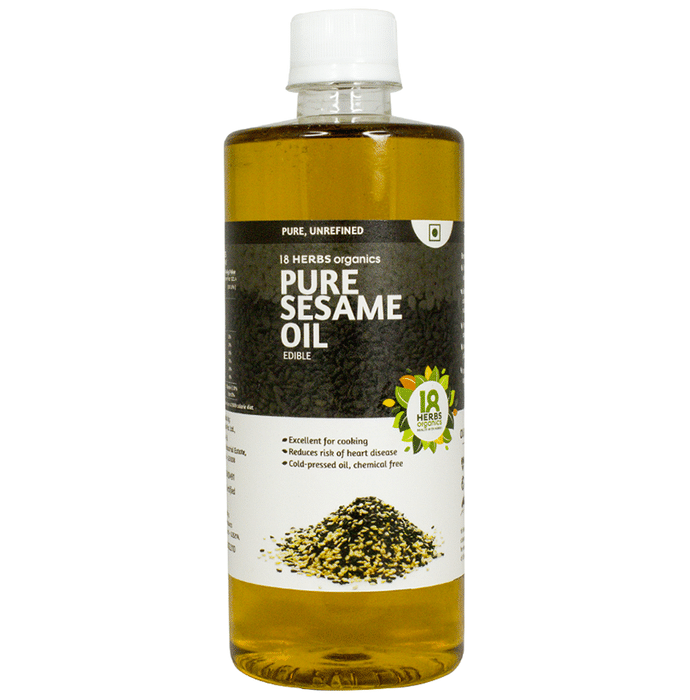 PURE, UNREFINED
18 HERBS organics
PURE
SESAME
OIL
EDIBLE
18
HERBS
organics
Excellent for cooking
Reduces risk of heart disease
Cold-pressed oil, chemical free